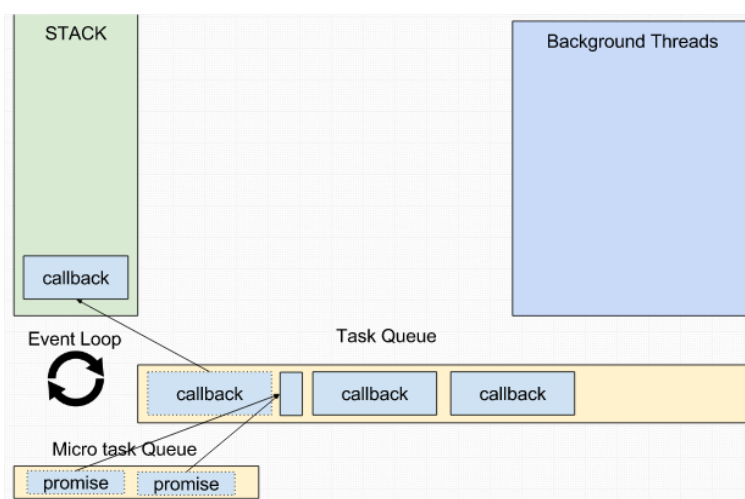 STACK
Background Threads
callback
Event Loop
Task Queue
callback
callback
callback
Micro task Queue
promise
promise